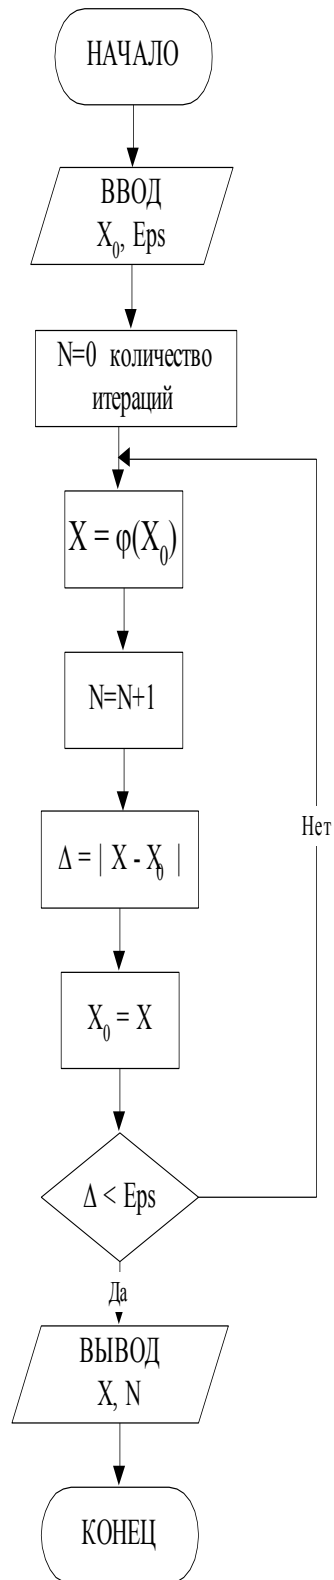 НАЧАЛО
ВВОД
X₀, Eps
N=0 количество
итераций
X = φ(X₀)
N=N+1
Δ = | X - X₀ |
Нет
X₀ = X
Δ < Eps
Да
ВЫВОД
X, N
КОНЕЦ